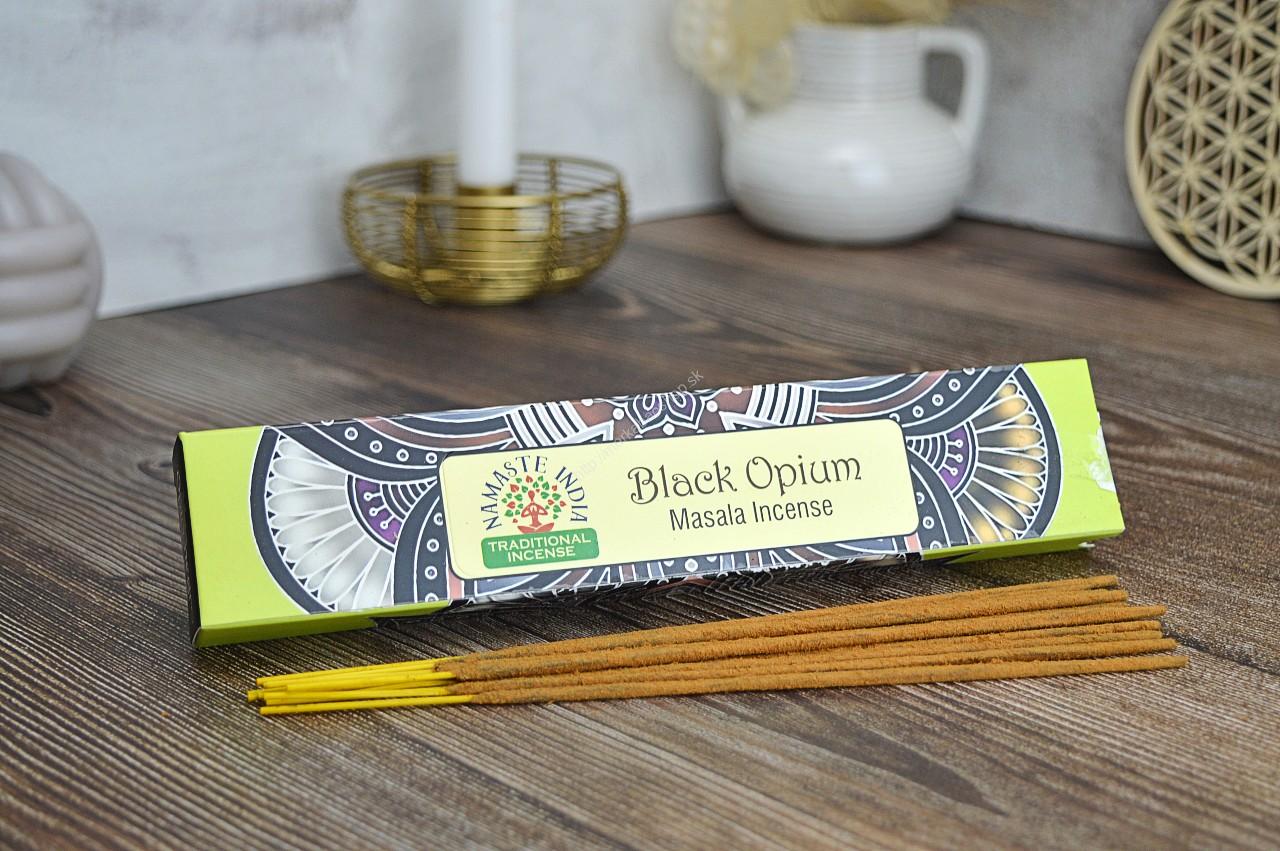 NAMASTE INDIA
TRADITIONAL
INCENSE
Black Opium
Masala Incense